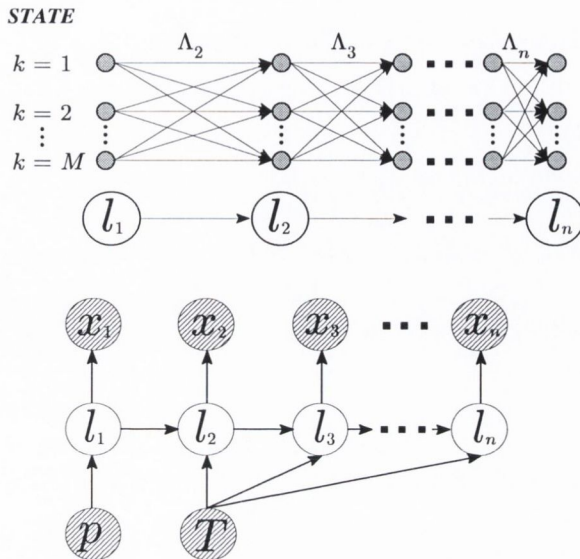 STATE
Λ₂ Λ₃ Λₙ
k = 1
k = 2
k = M
l₁ l₂ lₙ
x₁ x₂ x₃ xₙ
l₁ l₂ l₃ lₙ
p T